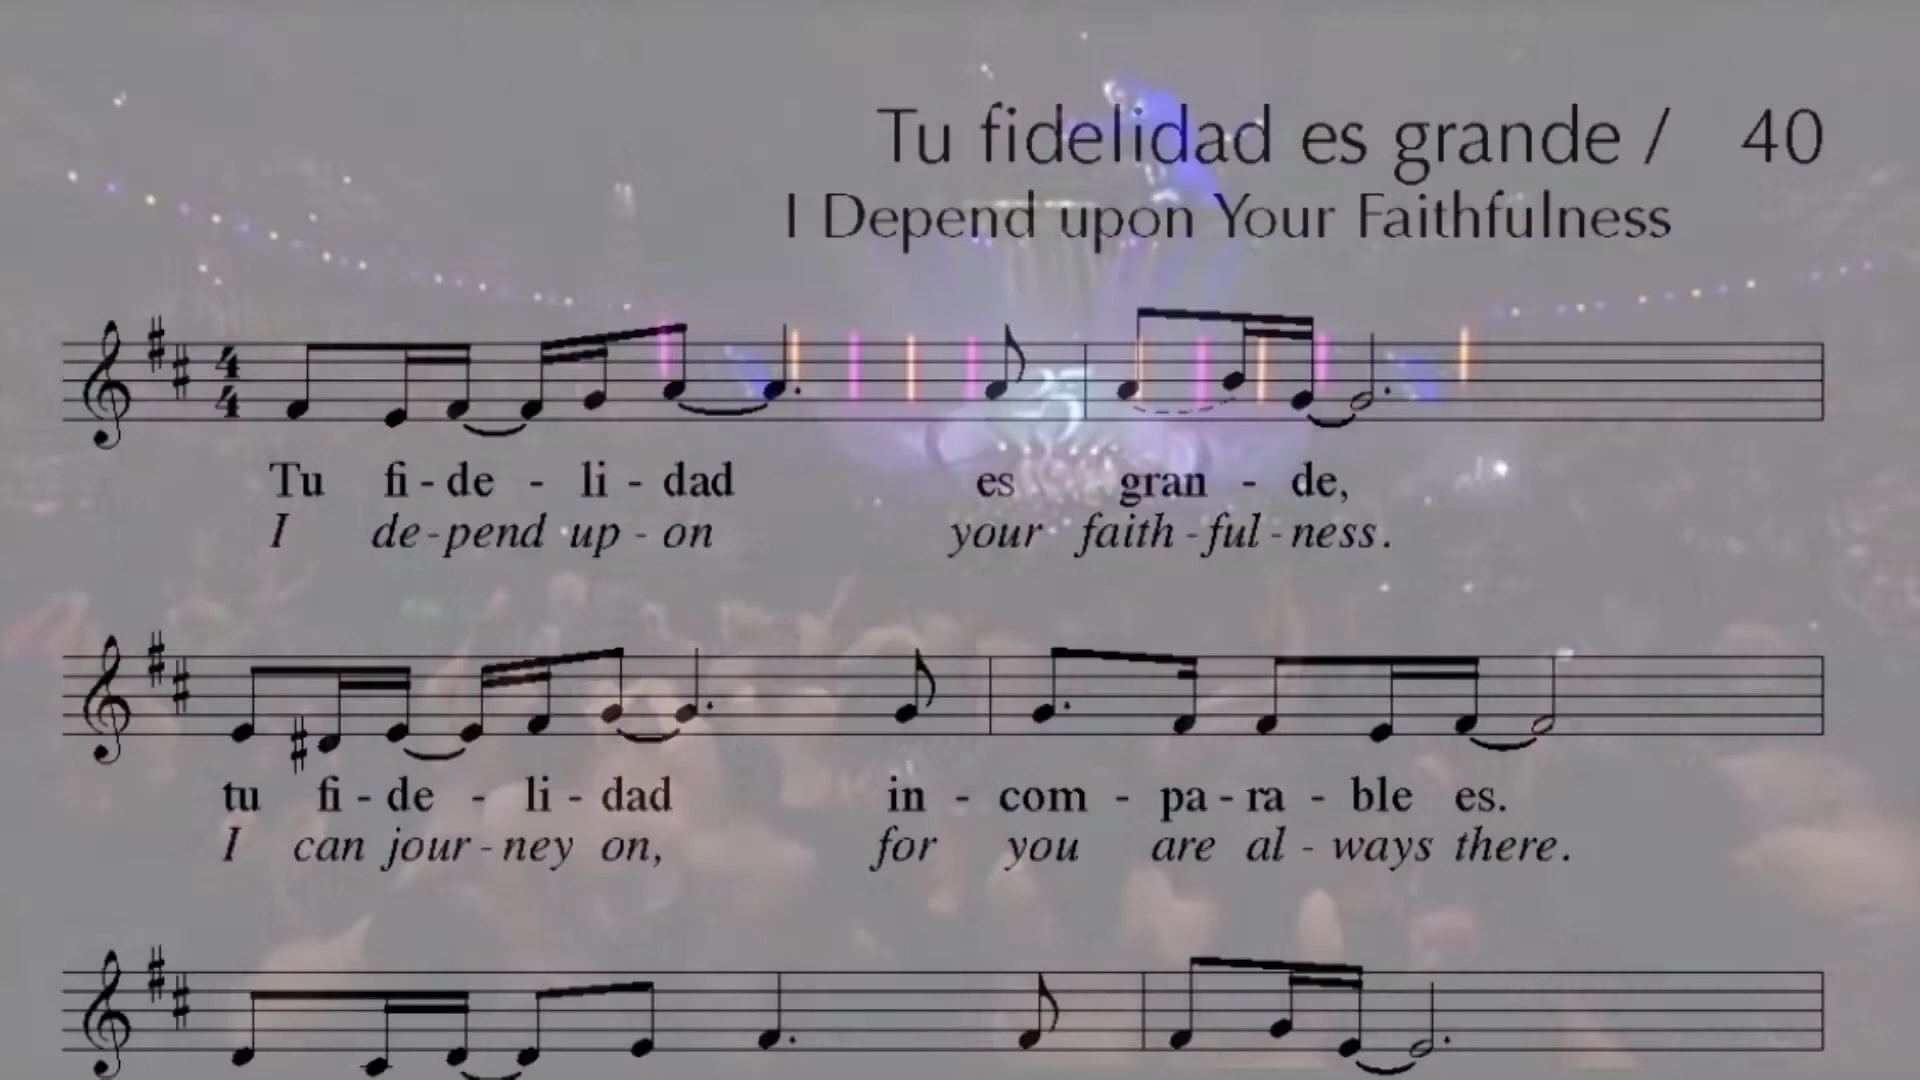 Tu fidelidad es grande / 40
I Depend upon Your Faithfulness
4
4
Tu fi - de - li - dad es gran - de,
I de - pend up - on your faith - ful - ness.
tu fi - de - li - dad in - com - pa - ra - ble es.
I can jour - ney on, for you are al - ways there.